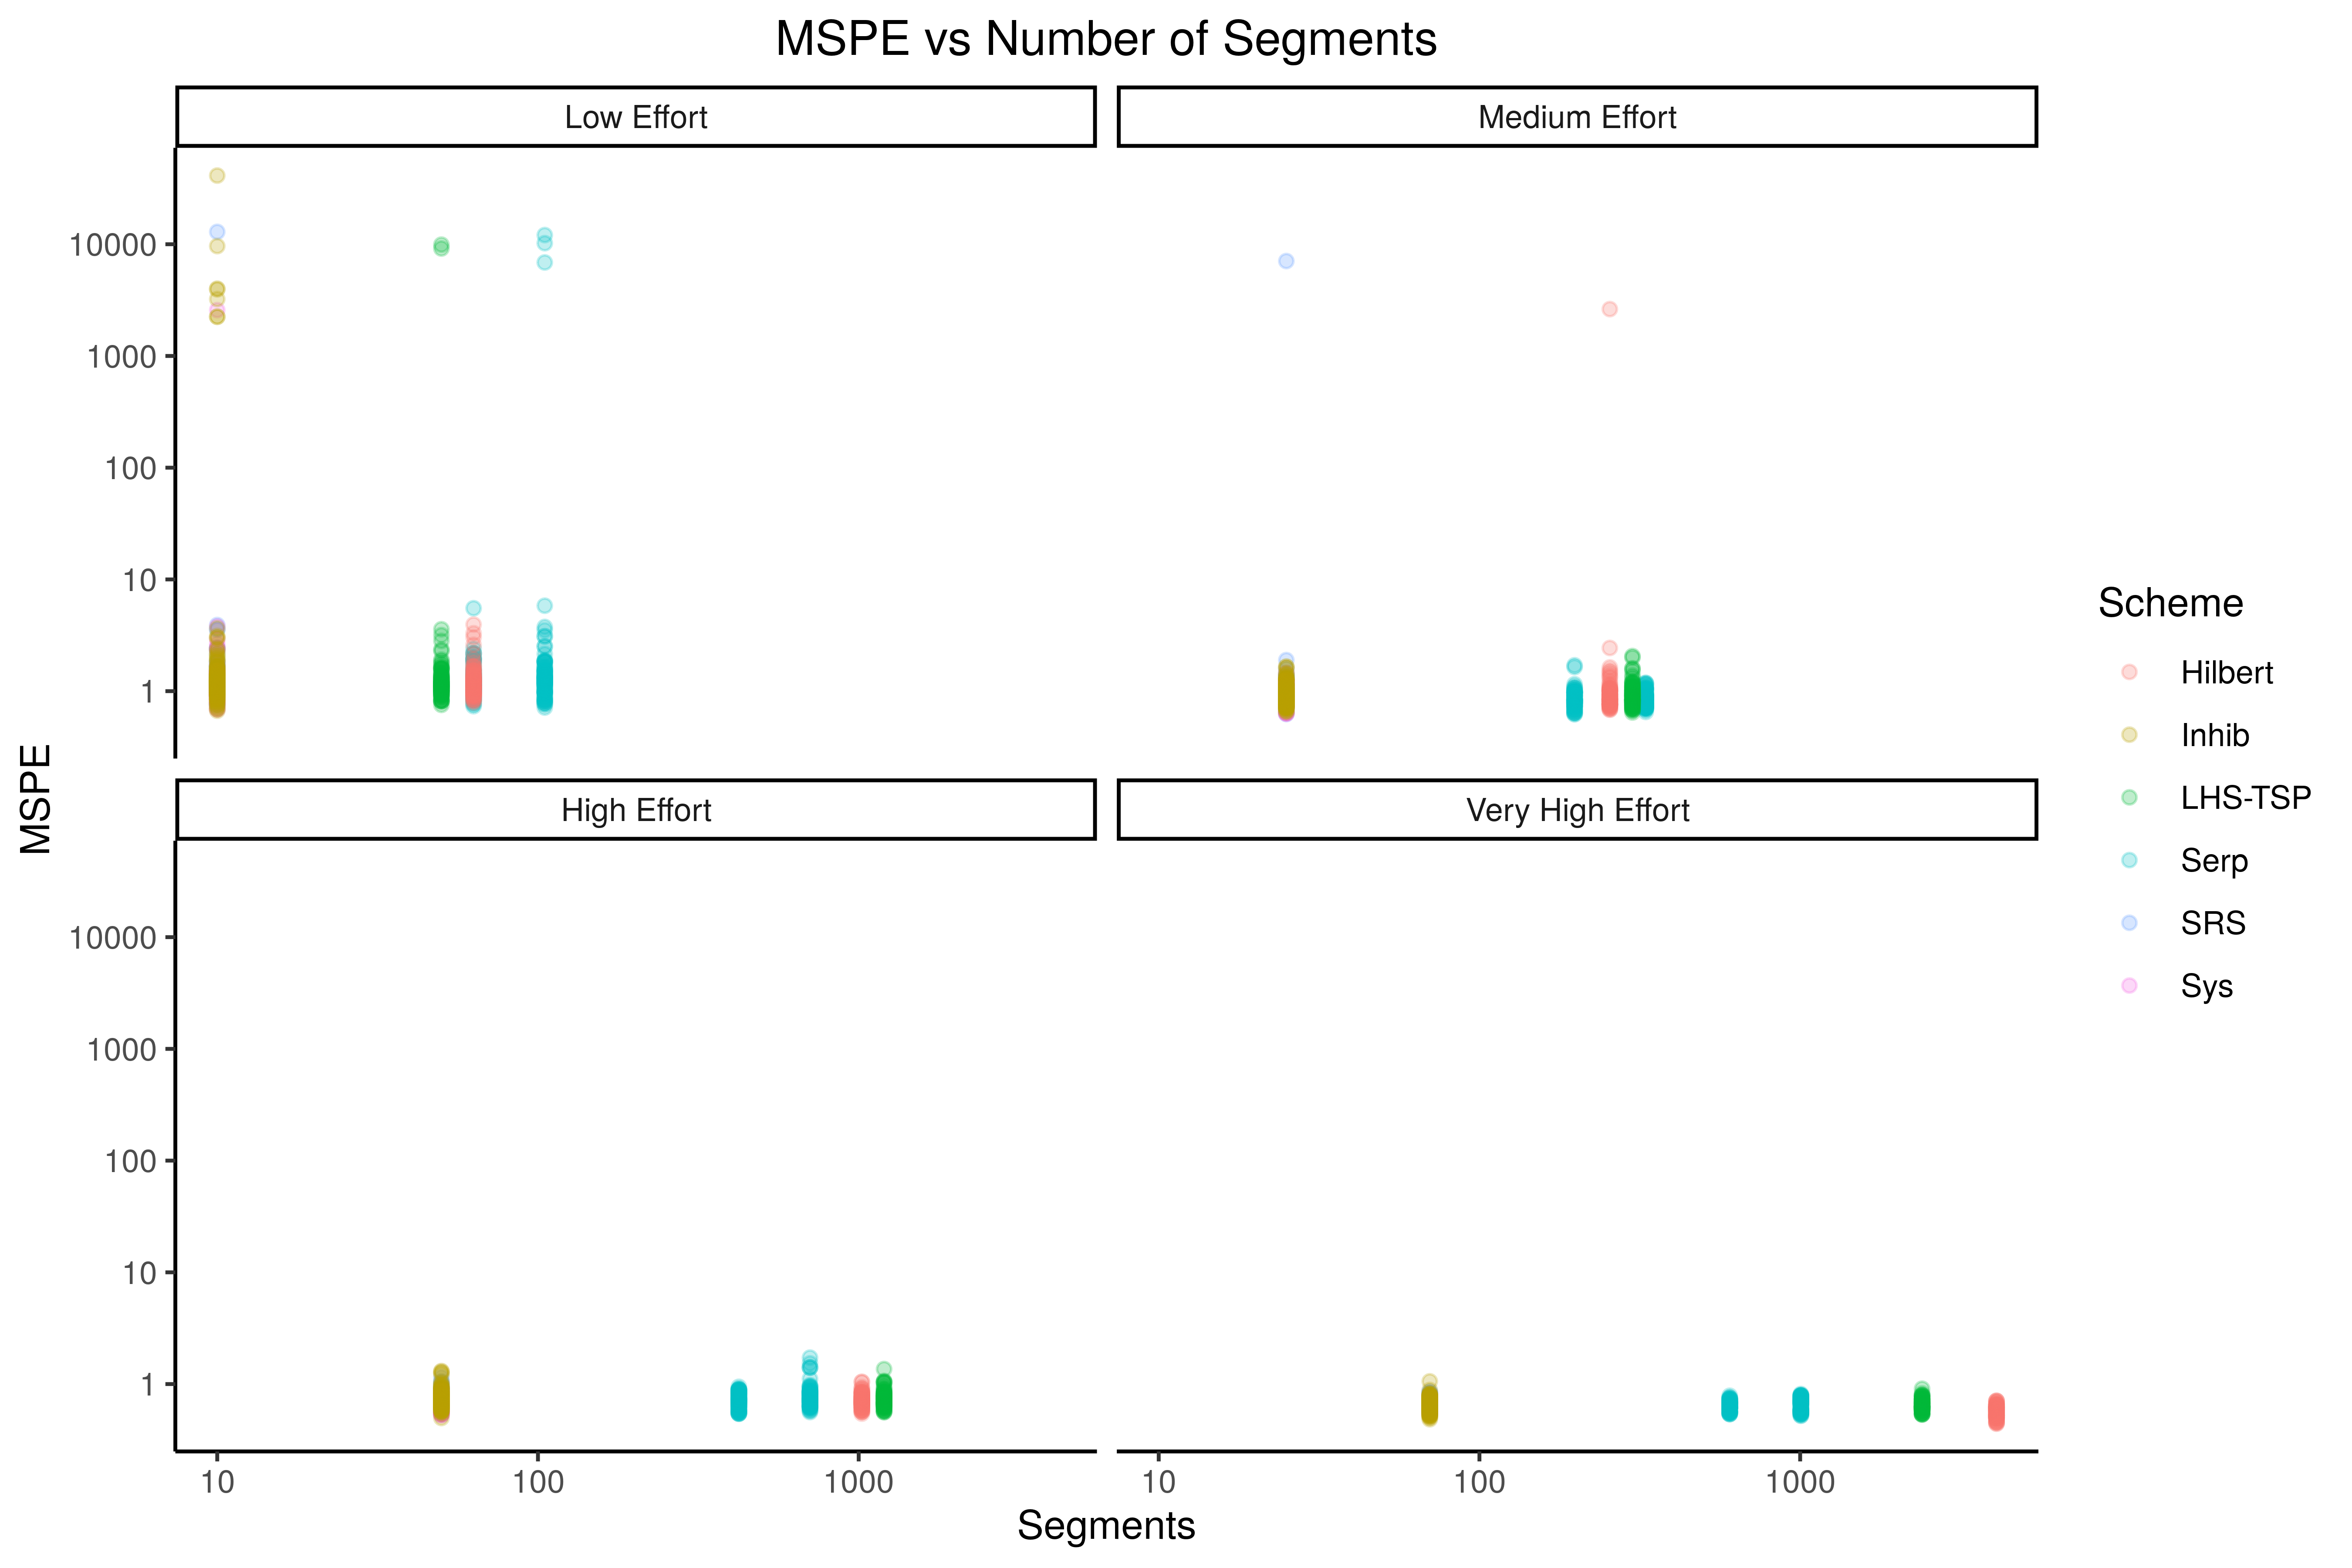 MSPE vs Number of Segments
Low Effort
Medium Effort
10000
1000
100
10
1
High Effort
Very High Effort
10000
1000
100
10
1
10
100
1000
10
100
1000
MSPE
Segments
Scheme
Hilbert
Inhib
LHS-TSP
Serp
SRS
Sys